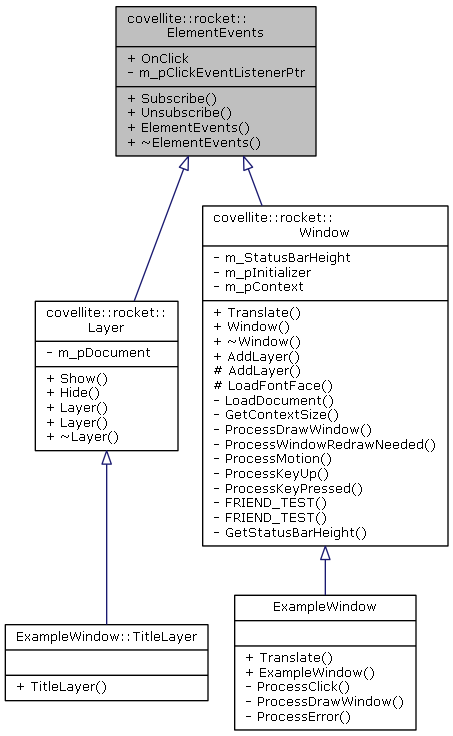 covellite::rocket::
ElementEvents
+ OnClick
- m_pClickEventListenerPtr
+ Subscribe()
+ Unsubscribe()
+ ElementEvents()
+ ~ElementEvents()
covellite::rocket::
Window
- m_StatusBarHeight
- m_pInitializer
- m_pContext
+ Translate()
+ Window()
+ ~Window()
+ AddLayer()
# AddLayer()
# LoadFontFace()
- LoadDocument()
- GetContextSize()
- ProcessDrawWindow()
- ProcessWindowRedrawNeeded()
- ProcessMotion()
- ProcessKeyUp()
- ProcessKeyPressed()
- FRIEND_TEST()
- FRIEND_TEST()
- GetStatusBarHeight()
covellite::rocket::
Layer
- m_pDocument
+ Show()
+ Hide()
+ Layer()
+ Layer()
+ ~Layer()
ExampleWindow::TitleLayer
+ TitleLayer()
ExampleWindow
+ Translate()
+ ExampleWindow()
- ProcessClick()
- ProcessDrawWindow()
- ProcessError()